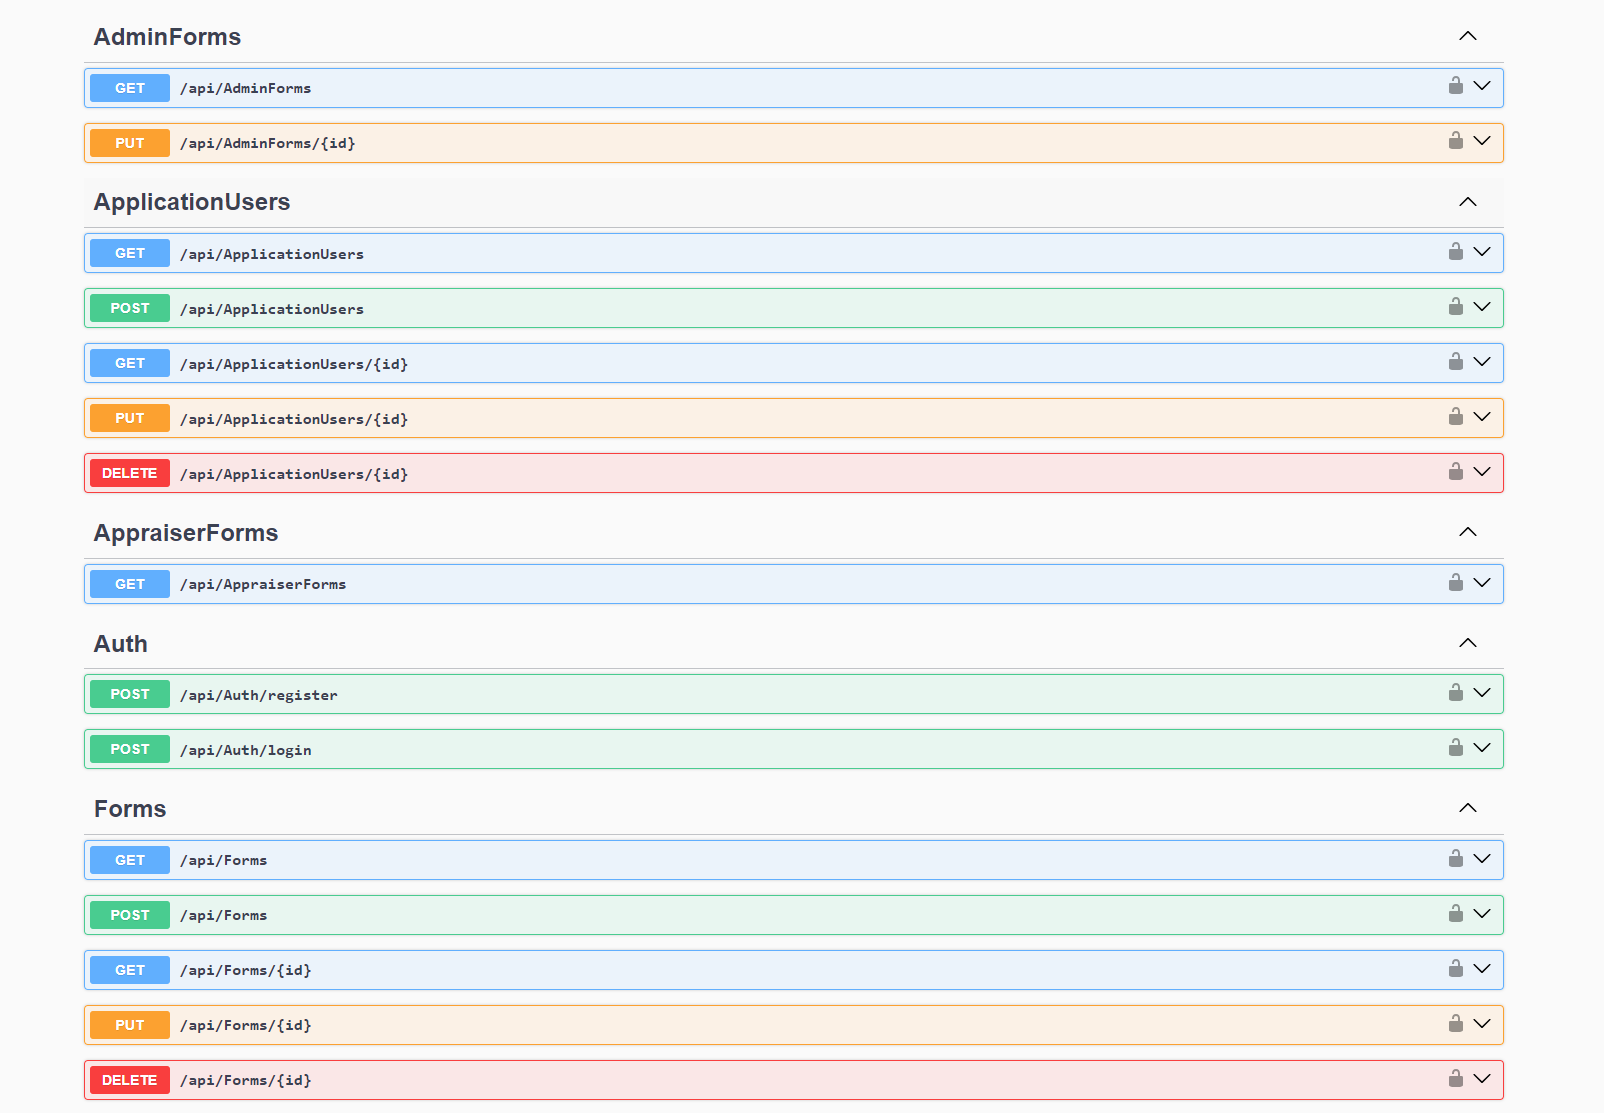 AdminForms
GET /api/AdminForms
PUT /api/AdminForms/{id}
ApplicationUsers
GET /api/ApplicationUsers
POST /api/ApplicationUsers
GET /api/ApplicationUsers/{id}
PUT /api/ApplicationUsers/{id}
DELETE /api/ApplicationUsers/{id}
AppraiserForms
GET /api/AppraiserForms
Auth
POST /api/Auth/register
POST /api/Auth/login
Forms
GET /api/Forms
POST /api/Forms
GET /api/Forms/{id}
PUT /api/Forms/{id}
DELETE /api/Forms/{id}